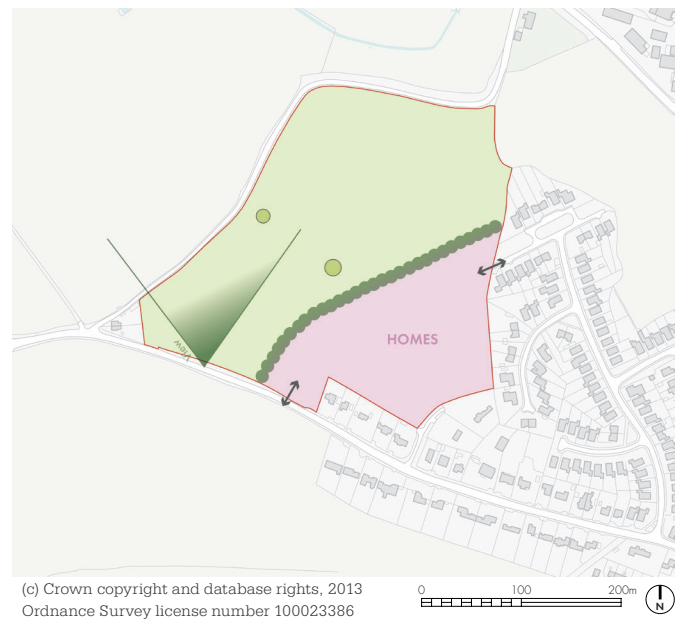 View
HOMES
(c) Crown copyright and database rights, 2013
Ordnance Survey license number 100023386
0 100 200m
N